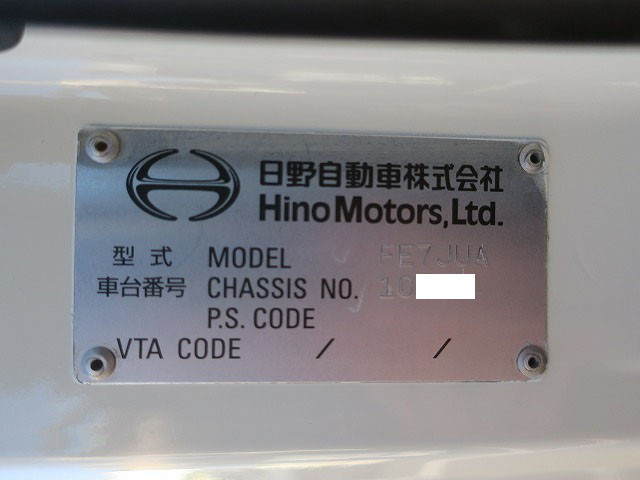 日野自動車株式会社
Hino Motors, Ltd.
型式 MODEL FE7JUA
車台番号 CHASSIS NO. 10
P.S. CODE
VTA CODE / /